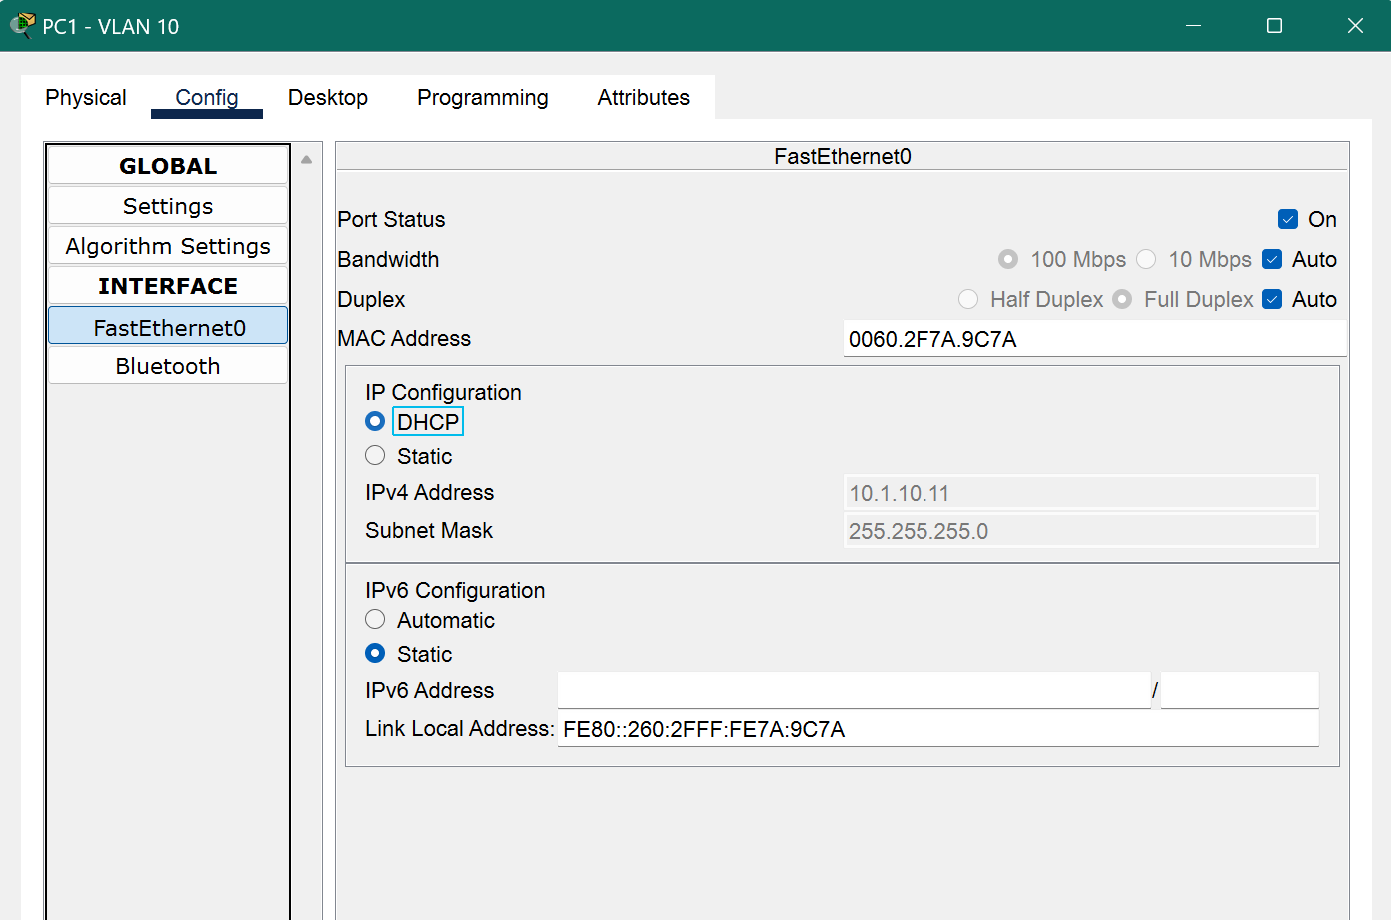 PC1 - VLAN 10
Physical Config Desktop Programming Attributes
GLOBAL
Settings
Algorithm Settings
INTERFACE
FastEthernet0
Bluetooth
FastEthernet0
Port Status On
Bandwidth 100 Mbps 10 Mbps Auto
Duplex Half Duplex Full Duplex Auto
MAC Address 0060.2F7A.9C7A
IP Configuration
DHCP
Static
IPv4 Address 10.1.10.11
Subnet Mask 255.255.255.0
IPv6 Configuration
Automatic
Static
IPv6 Address /
Link Local Address: FE80::260:2FFF:FE7A:9C7A